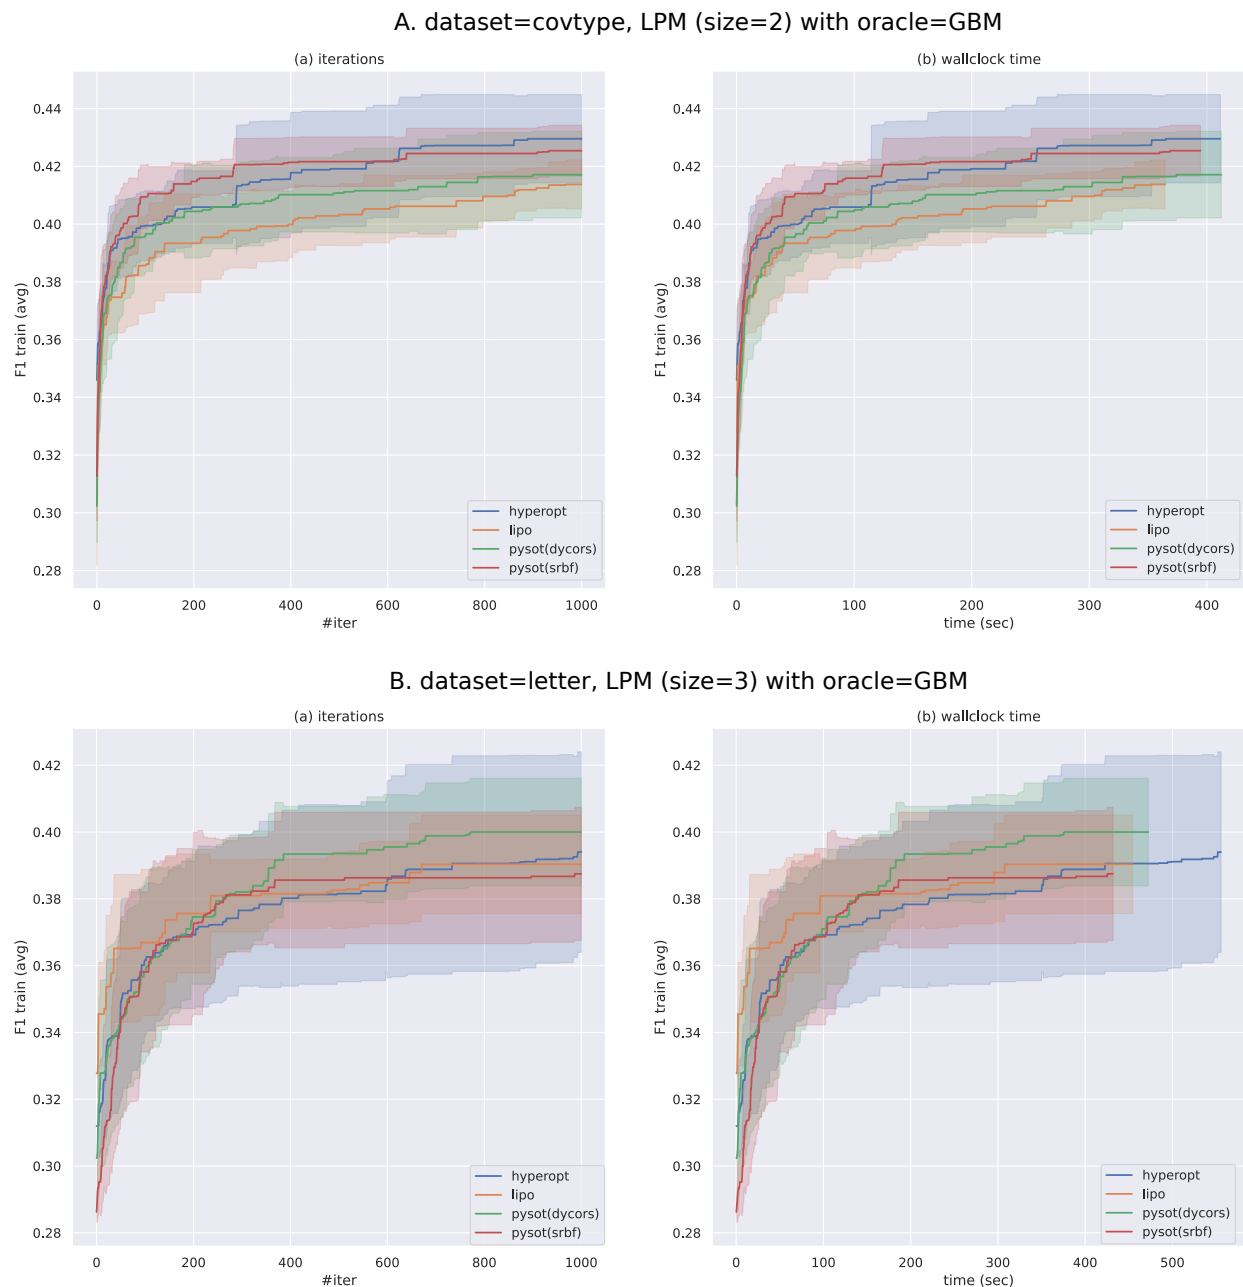 A. dataset=covtype, LPM (size=2) with oracle=GBM
(a) iterations
(b) wallclock time
F1 train (avg)
0.44
0.42
0.40
0.38
0.36
0.34
0.32
0.30
0.28
hyperopt
lipo
pysot(dycors)
pysot(srbf)
0 200 400 600 800 1000
#iter
F1 train (avg)
0.44
0.42
0.40
0.38
0.36
0.34
0.32
0.30
0.28
hyperopt
lipo
pysot(dycors)
pysot(srbf)
0 100 200 300 400
time (sec)
B. dataset=letter, LPM (size=3) with oracle=GBM
(a) iterations
(b) wallclock time
F1 train (avg)
0.42
0.40
0.38
0.36
0.34
0.32
0.30
0.28
hyperopt
lipo
pysot(dycors)
pysot(srbf)
0 200 400 600 800 1000
#iter
F1 train (avg)
0.42
0.40
0.38
0.36
0.34
0.32
0.30
0.28
hyperopt
lipo
pysot(dycors)
pysot(srbf)
0 100 200 300 400 500
time (sec)